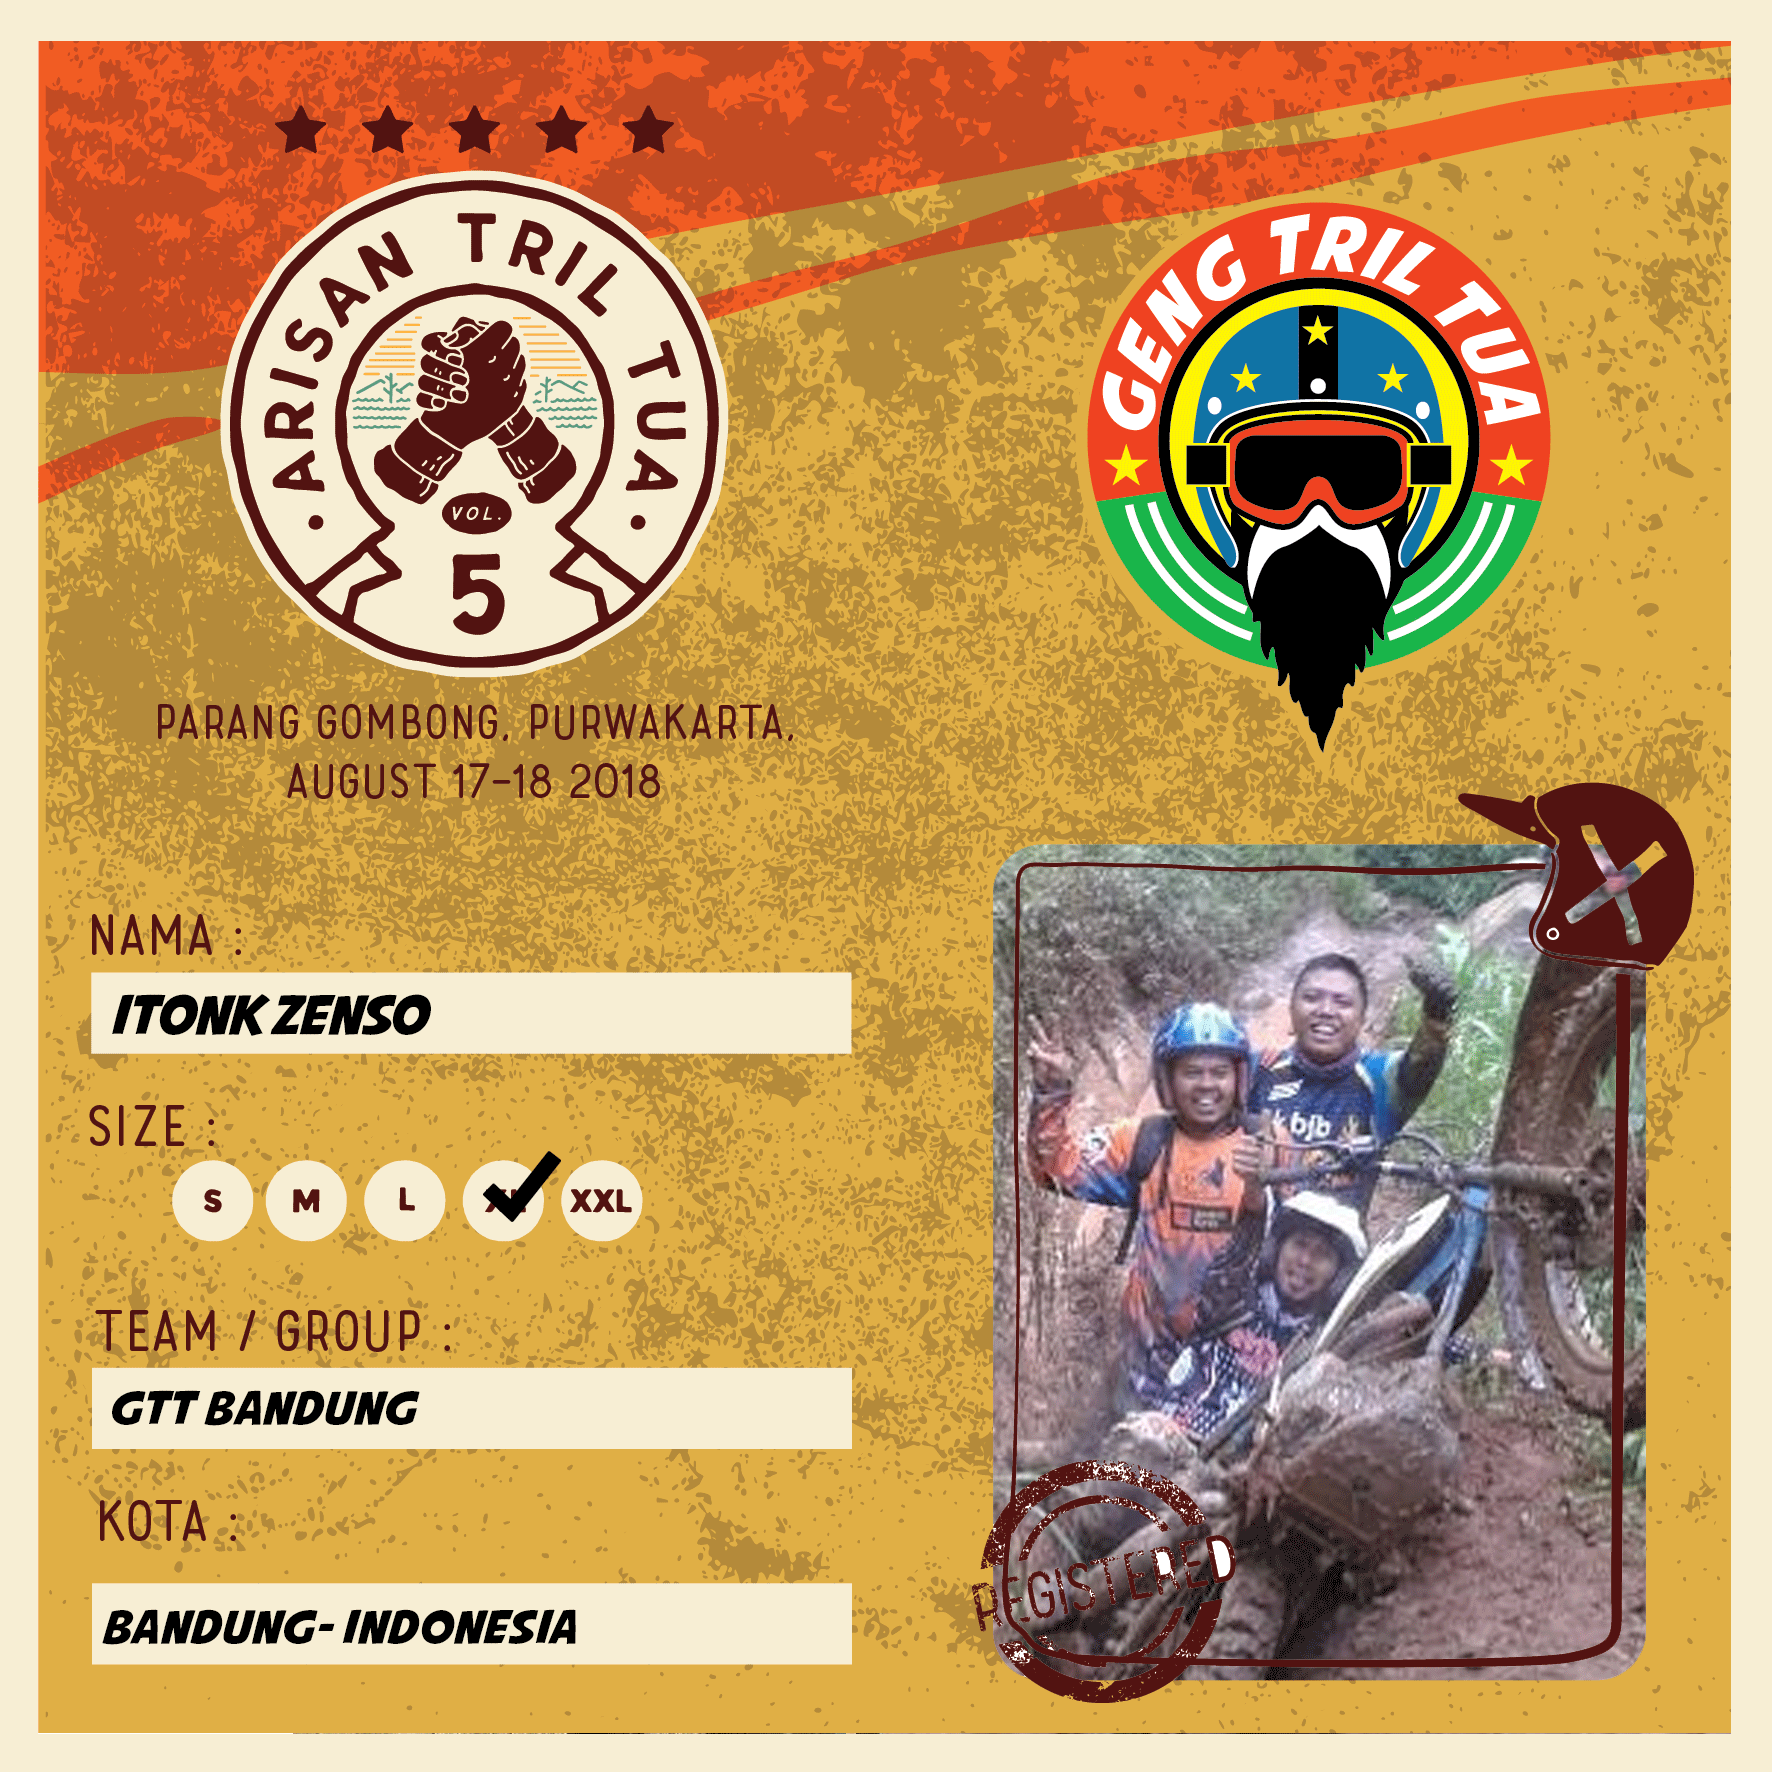 ARISAN TRIL TUA
VOL.
5
PARANG GOMBONG, PURWAKARTA,
AUGUST 17-18 2018
GENG TRIL TUA
NAMA :
ITONK ZENSO
SIZE :
S M L XL XXL
TEAM / GROUP :
GTT BANDUNG
KOTA :
BANDUNG- INDONESIA
bjb
REGISTERED